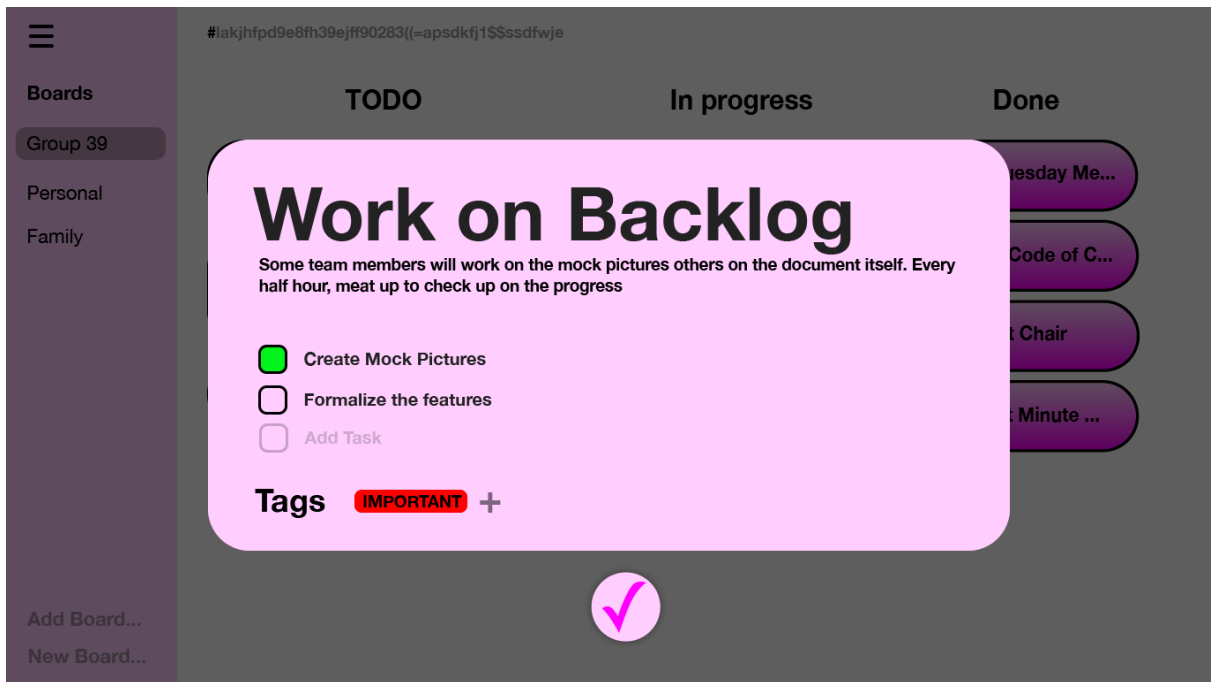 #lakjhfpd9e8fh39ejff90283((=apsdkfj1$$ssdfwje
Boards
Group 39
Personal
Family
Add Board...
New Board...
TODO
In progress
Done
uesday Me...
Code of C...
t Chair
t Minute ...
Work on Backlog
Some team members will work on the mock pictures others on the document itself. Every
half hour, meat up to check up on the progress
Create Mock Pictures
Formalize the features
Add Task
Tags
IMPORTANT
+